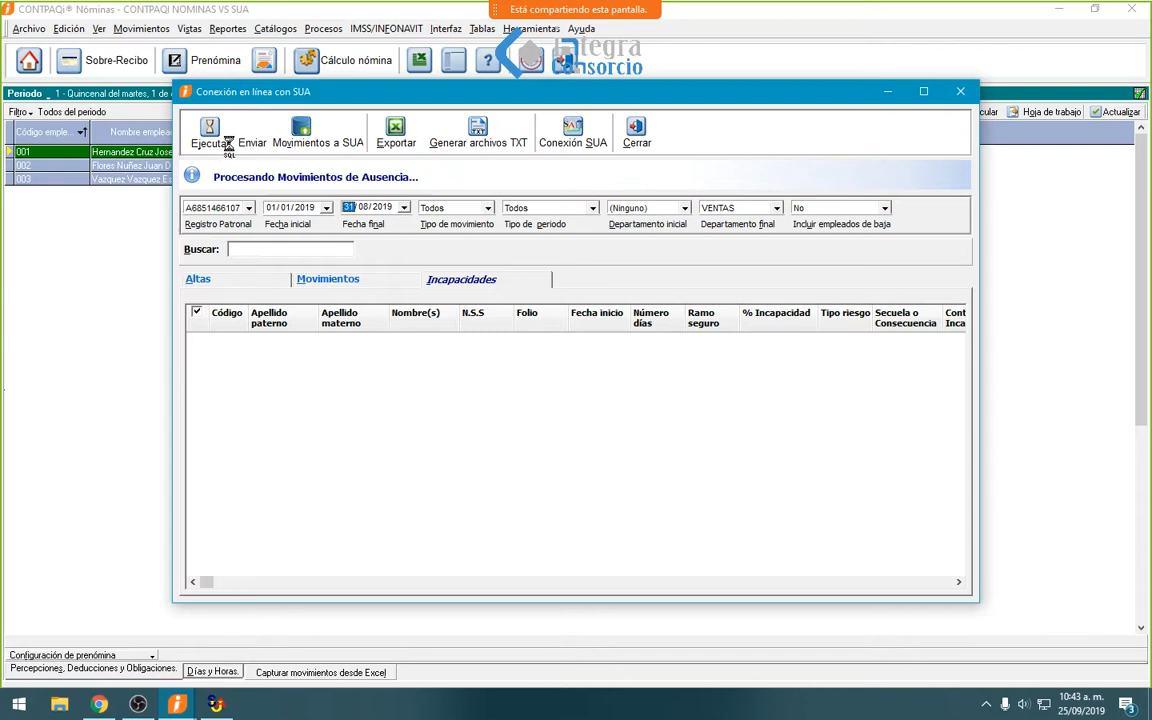 CONTPAQi® Nóminas - CONTPAQI NOMINAS VS SUA
Está compartiendo esta pantalla.
Archivo Edición Ver Movimientos Vistas Reportes Catálogos Procesos IMSS/INFONAVIT Interfaz Tablas Herramientas Ayuda
Sobre-Recibo Prenómina Cálculo nómina
integra consorcio
Periodo 1 - Quincenal del martes, 1 de
Filtro Todos del periodo
Hoja de trabajo Actualizar
Código emple... Nombre emplea
001 Hernandez Cruz Jose
002 Flores Nuñez Juan D
003 Vazquez Vazquez E
Conexión en línea con SUA
Ejecutar Enviar Movimientos a SUA Exportar Generar archivos TXT Conexión SUA Cerrar
Procesando Movimientos de Ausencia...
A6851466107 01/01/2019 31/08/2019 Todos Todos (Ninguno) VENTAS No
Registro Patronal Fecha inicial Fecha final Tipo de movimiento Tipo de periodo Departamento inicial Departamento final Incluir empleados de baja
Buscar:
Altas Movimientos Incapacidades
Código Apellido paterno Apellido materno Nombre(s) N.S.S Folio Fecha inicio Número días Ramo seguro % Incapacidad Tipo riesgo Secuela o Consecuencia Cont Inca
Configuración de prenómina
Percepciones, Deducciones y Obligaciones. Días y Horas. Capturar movimientos desde Excel
10:43 a. m.
25/09/2019
3